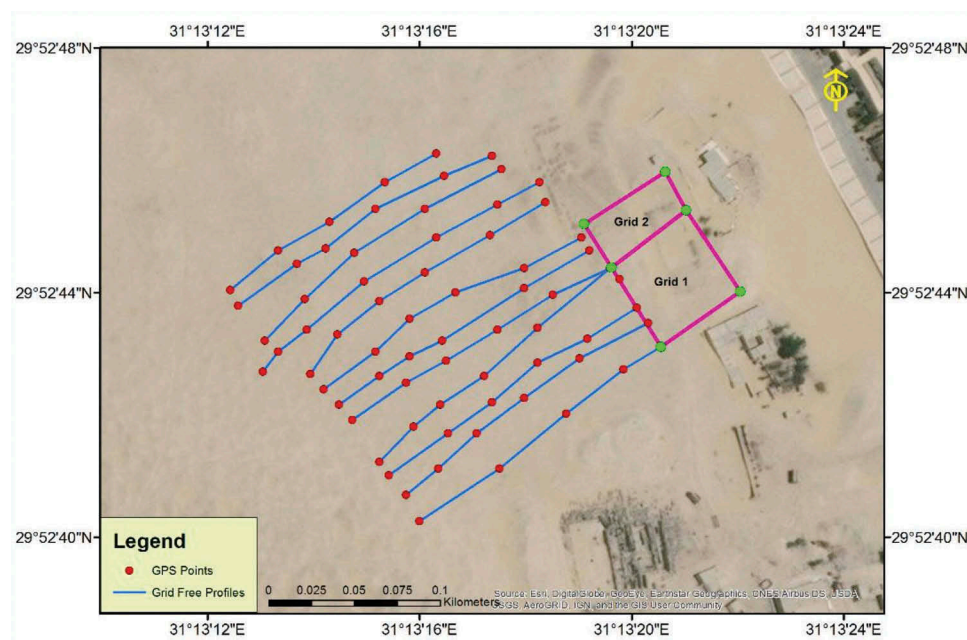 31°13'12"E 31°13'16"E 31°13'20"E 31°13'24"E
29°52'48"N 29°52'48"N
N
Grid 2
Grid 1
29°52'44"N 29°52'44"N
29°52'40"N 29°52'40"N
Legend
GPS Points
Grid Free Profiles
0 0.025 0.05 0.075 0.1
Kilometers
Source: Esri, DigitalGlobe, GeoEye, Earthstar Geographics, CNES/Airbus DS, USDA,
USGS, AeroGRID, IGN, and the GIS User Community
31°13'12"E 31°13'16"E 31°13'20"E 31°13'24"E